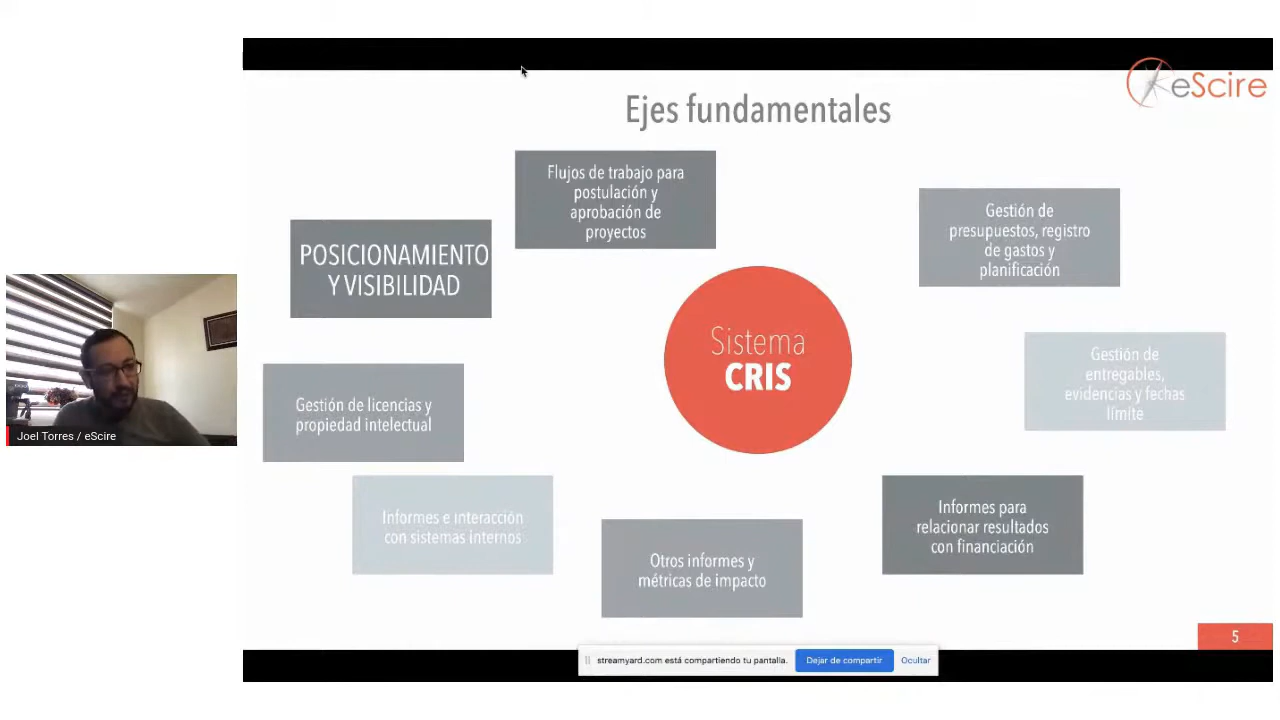 eScire
Ejes fundamentales
Flujos de trabajo para
postulación y
aprobación de
proyectos
POSICIONAMIENTO
Y VISIBILIDAD
Gestión de
presupuestos, registro
de gastos y
planificación
Sistema
CRIS
Gestión de
entregables,
evidencias y fechas
límite
Gestión de licencias y
propiedad intelectual
Informes e interacción
con sistemas internos
Informes para
relacionar resultados
con financiación
Otros informes y
métricas de impacto
Joel Torres / eScire
5
streamyard.com está compartiendo tu pantalla.
Dejar de compartir
Ocultar